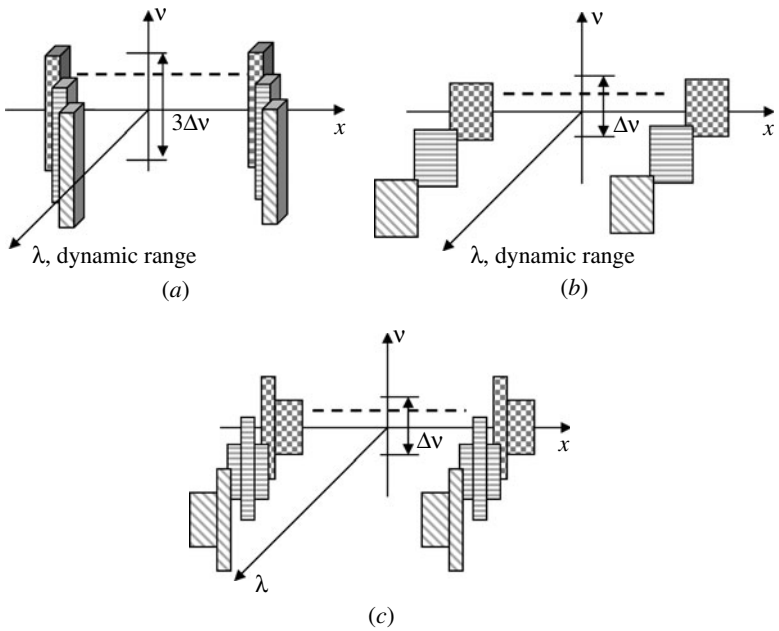 ν
x
3Δν
λ, dynamic range
(a)
ν
x
Δν
λ, dynamic range
(b)
ν
x
Δν
λ
(c)